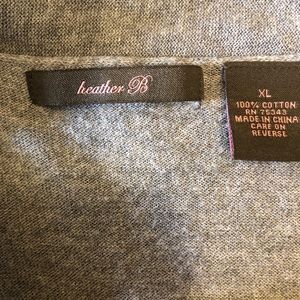 heather B
XL
100% COTTON
RN 75343
MADE IN CHINA
CARE ON
REVERSE